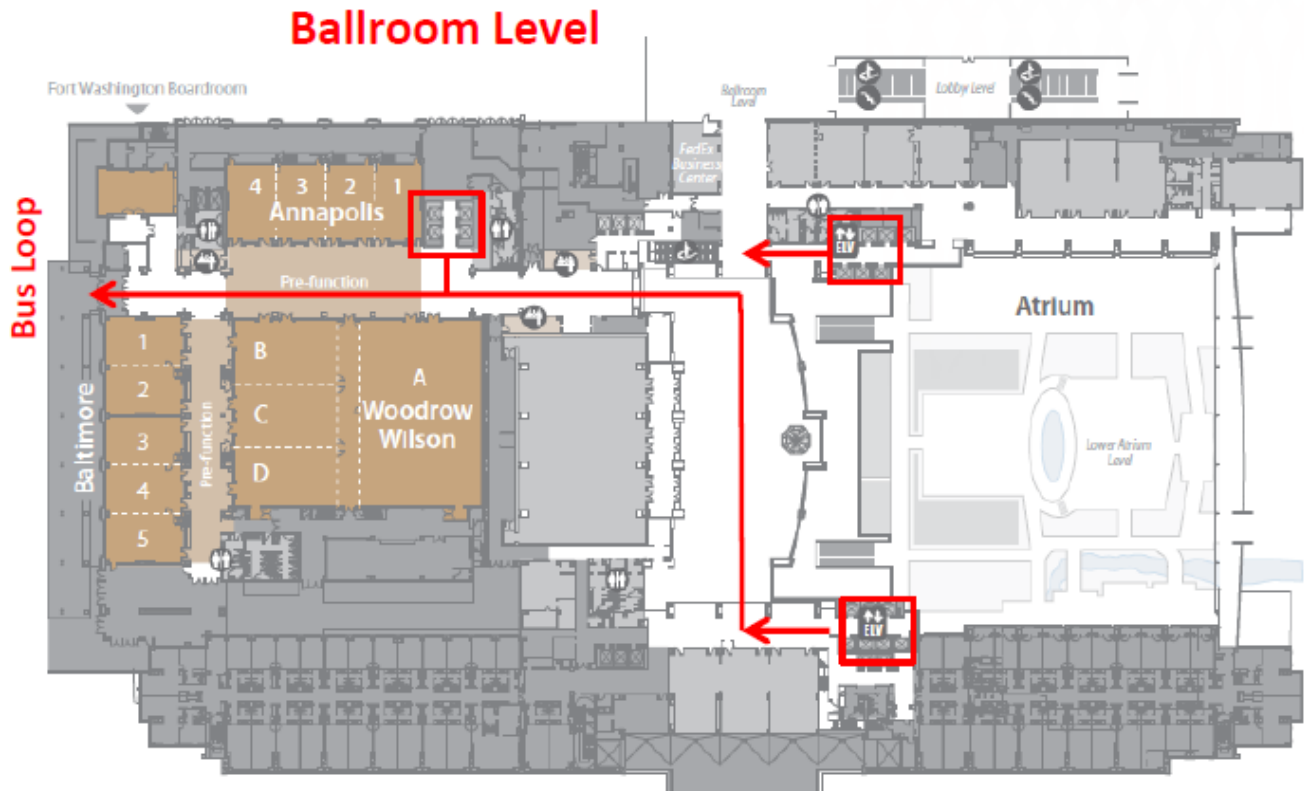 Ballroom Level
Fort Washington Boardroom
Ballroom
Level
Lobby Level
FedEx
Business
Center
4 3 2 1
Annapolis
ELV
Bus Loop
Pre-function
Atrium
1
2
3
4
5
Baltimore
Pre-function
B
C
D
A
Woodrow
Wilson
Lower Atrium
Level
ELV